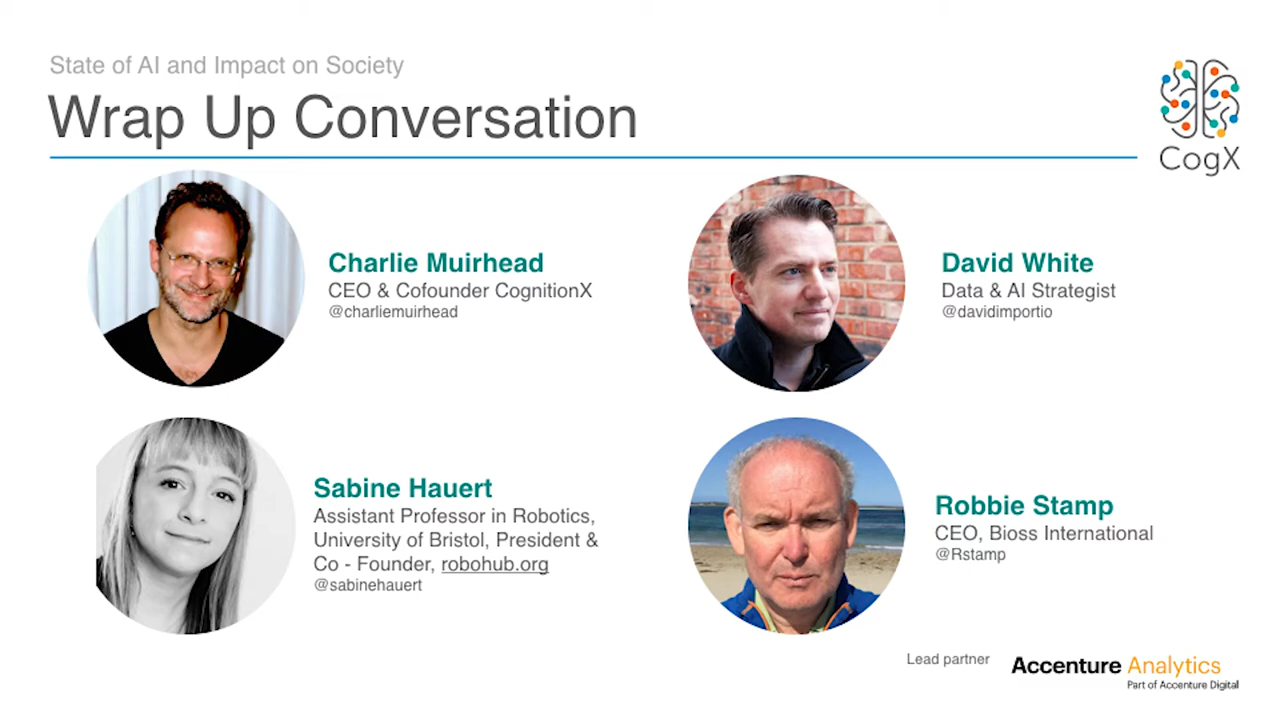 State of AI and Impact on Society
Wrap Up Conversation
CogX
Charlie Muirhead
CEO & Cofounder CognitionX
@charliemuirhead
David White
Data & AI Strategist
@davidimportio
Sabine Hauert
Assistant Professor in Robotics,
University of Bristol, President &
Co - Founder, robohub.org
@sabinehauert
Robbie Stamp
CEO, Bioss International
@Rstamp
Lead partner
Accenture Analytics
Part of Accenture Digital